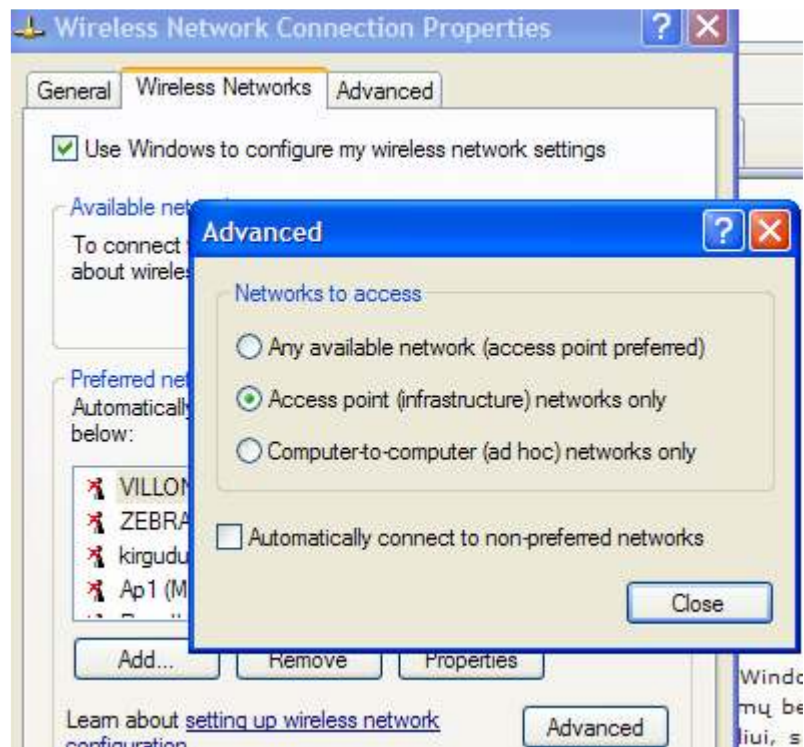 Wireless Network Connection Properties
General Wireless Networks Advanced
Use Windows to configure my wireless network settings
Available
To connect
about
Advanced
Networks to access
Any available network (access point preferred)
Access point (infrastructure) networks only
Computer-to-computer (ad hoc) networks only
Automatically connect to non-preferred networks
Close
Preferred
Automatically
below:
VILLON
ZEBRA
kirgudu
Ap1 (M
Add... Remove Properties
Learn about setting up wireless network
configuration
Advanced
Windo
mų be
liui, s